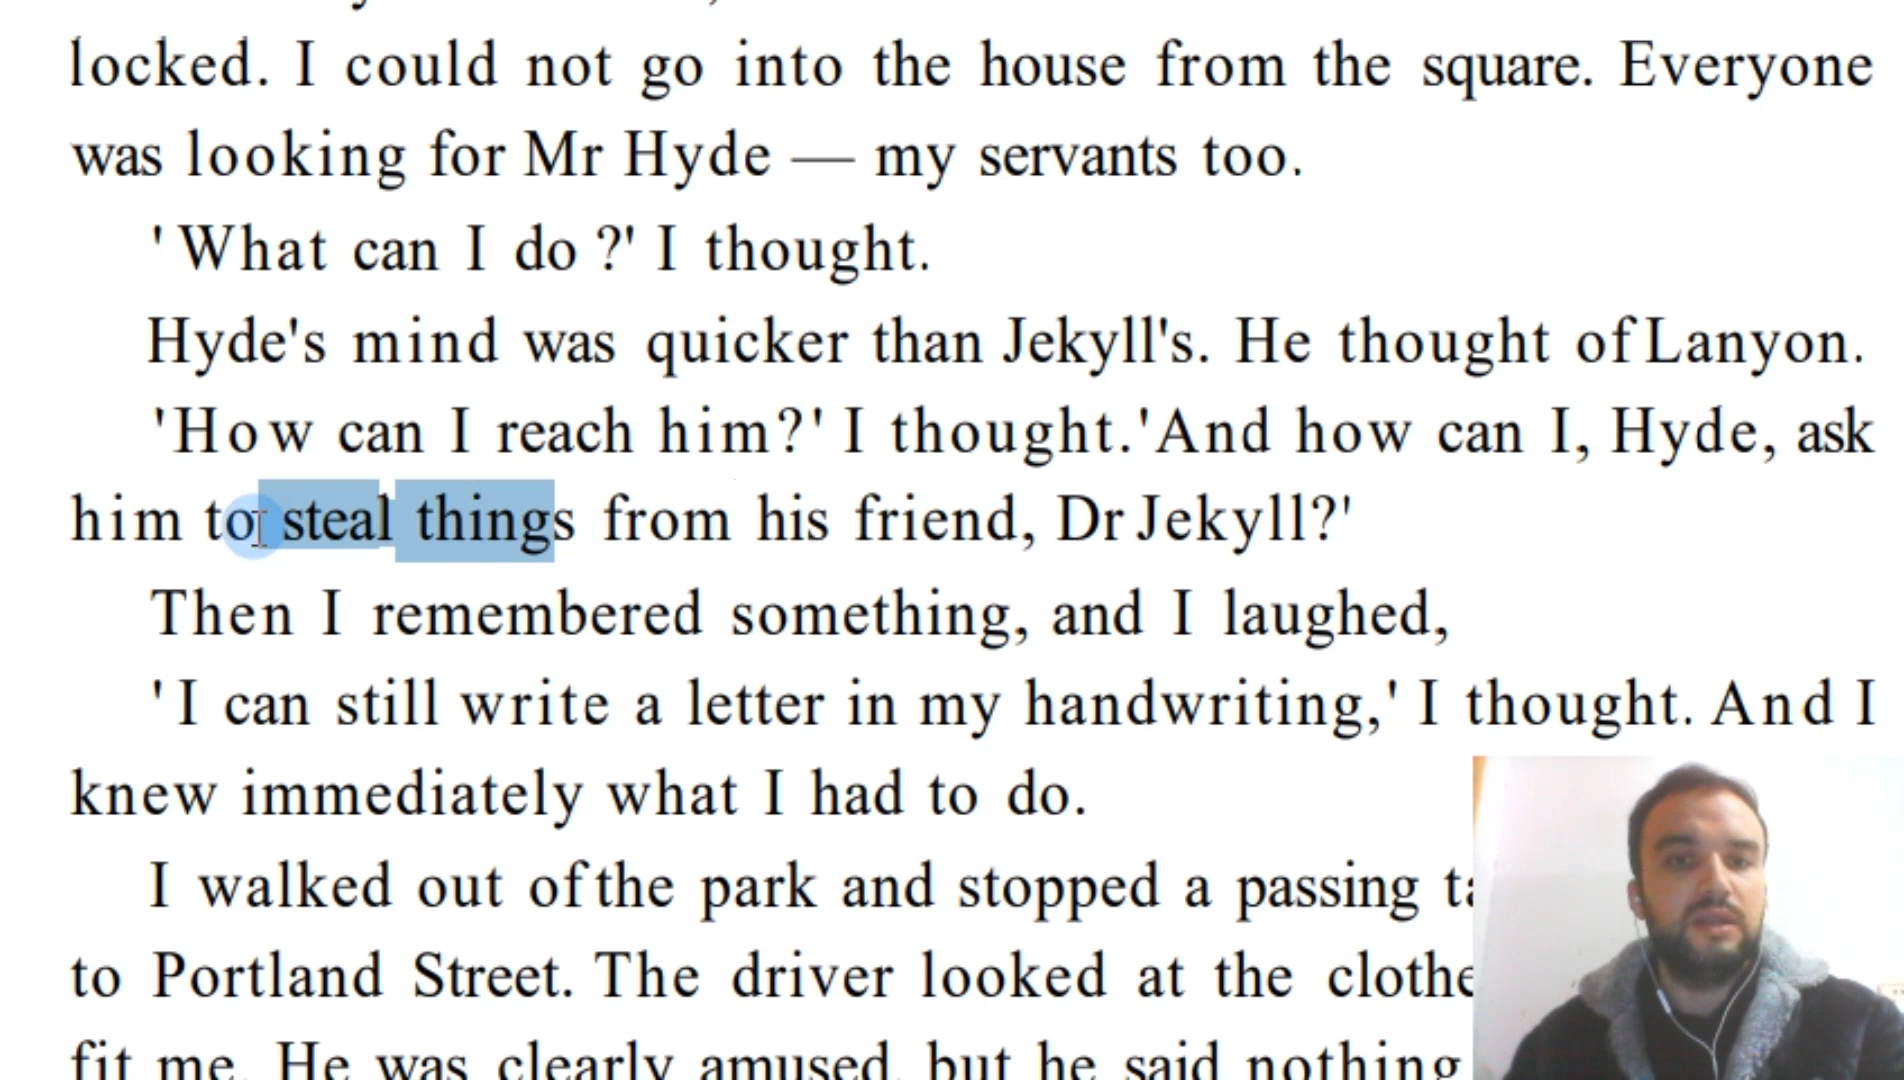 locked. I could not go into the house from the square. Everyone
was looking for Mr Hyde — my servants too.
'What can I do ?' I thought.
Hyde's mind was quicker than Jekyll's. He thought of Lanyon.
'How can I reach him?' I thought.'And how can I, Hyde, ask
him to steal things from his friend, Dr Jekyll?'
Then I remembered something, and I laughed,
'I can still write a letter in my handwriting,' I thought. And I
knew immediately what I had to do.
I walked out of the park and stopped a passing
to Portland Street. The driver looked at the
fit me. He was clearly amused, but he said nothing